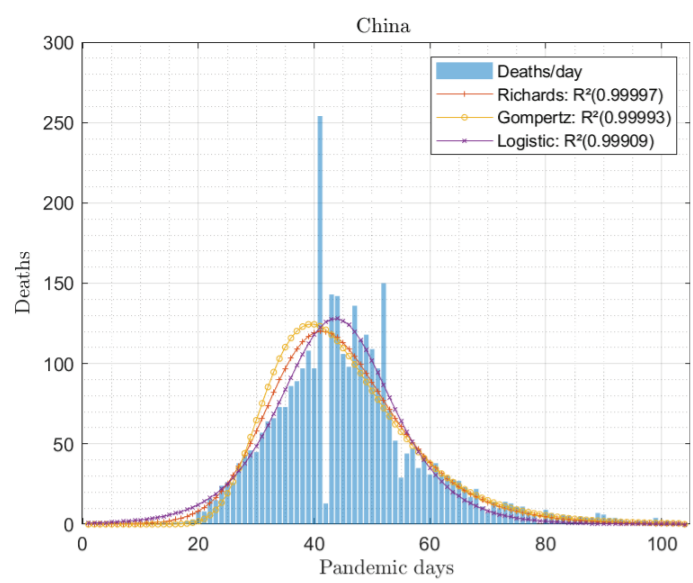 China
300
250
200
150
100
50
0
Deaths
Deaths/day
Richards: R²(0.99997)
Gompertz: R²(0.99993)
Logistic: R²(0.99909)
0 20 40 60 80 100
Pandemic days